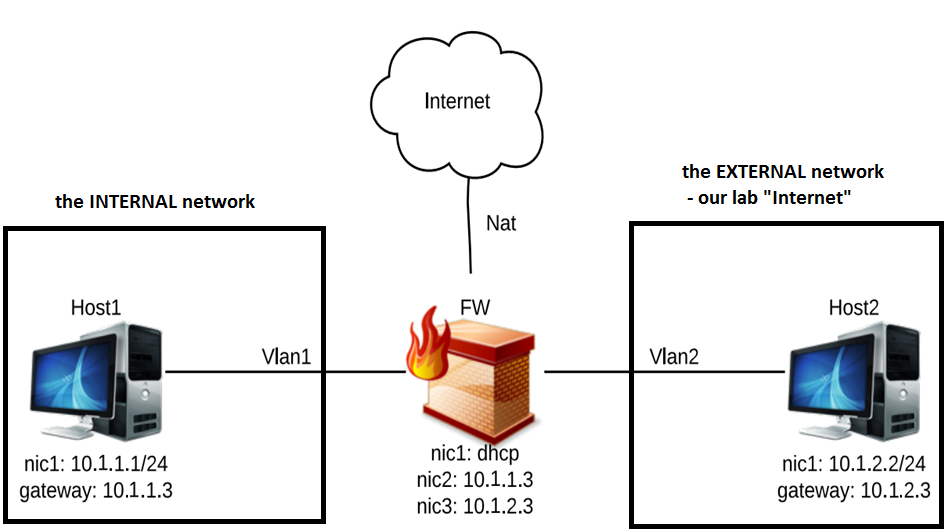 Internet
the INTERNAL network
the EXTERNAL network
- our lab "Internet"
Nat
Host1
FW
Host2
Vlan1
Vlan2
nic1: 10.1.1.1/24
gateway: 10.1.1.3
nic1: dhcp
nic2: 10.1.1.3
nic3: 10.1.2.3
nic1: 10.1.2.2/24
gateway: 10.1.2.3